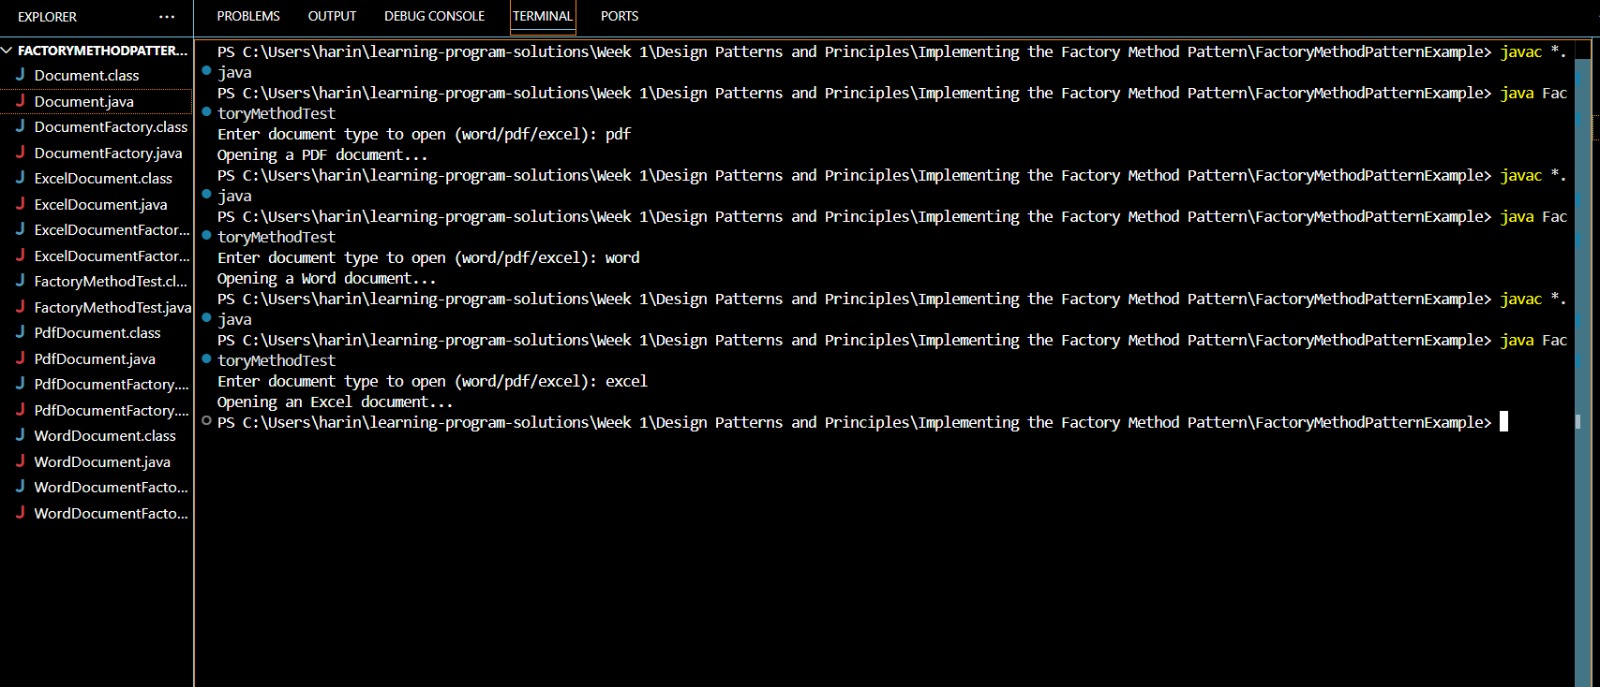 EXPLORER ...
FACTORYMETHODPATTER...
Document.class
Document.java
DocumentFactory.class
DocumentFactory.java
ExcelDocument.class
ExcelDocument.java
ExcelDocumentFactor...
ExcelDocumentFactor...
FactoryMethodTest.cl...
FactoryMethodTest.java
PdfDocument.class
PdfDocument.java
PdfDocumentFactory....
PdfDocumentFactory....
WordDocument.class
WordDocument.java
WordDocumentFacto...
WordDocumentFacto...
PROBLEMS OUTPUT DEBUG CONSOLE TERMINAL PORTS
PS C:\Users\harin\learning-program-solutions\Week 1\Design Patterns and Principles\Implementing the Factory Method Pattern\FactoryMethodPatternExample> javac *.
java
PS C:\Users\harin\learning-program-solutions\Week 1\Design Patterns and Principles\Implementing the Factory Method Pattern\FactoryMethodPatternExample> java Fac
toryMethodTest
Enter document type to open (word/pdf/excel): pdf
Opening a PDF document...
PS C:\Users\harin\learning-program-solutions\Week 1\Design Patterns and Principles\Implementing the Factory Method Pattern\FactoryMethodPatternExample> javac *.
java
PS C:\Users\harin\learning-program-solutions\Week 1\Design Patterns and Principles\Implementing the Factory Method Pattern\FactoryMethodPatternExample> java Fac
toryMethodTest
Enter document type to open (word/pdf/excel): word
Opening a Word document...
PS C:\Users\harin\learning-program-solutions\Week 1\Design Patterns and Principles\Implementing the Factory Method Pattern\FactoryMethodPatternExample> javac *.
java
PS C:\Users\harin\learning-program-solutions\Week 1\Design Patterns and Principles\Implementing the Factory Method Pattern\FactoryMethodPatternExample> java Fac
toryMethodTest
Enter document type to open (word/pdf/excel): excel
Opening an Excel document...
PS C:\Users\harin\learning-program-solutions\Week 1\Design Patterns and Principles\Implementing the Factory Method Pattern\FactoryMethodPatternExample>